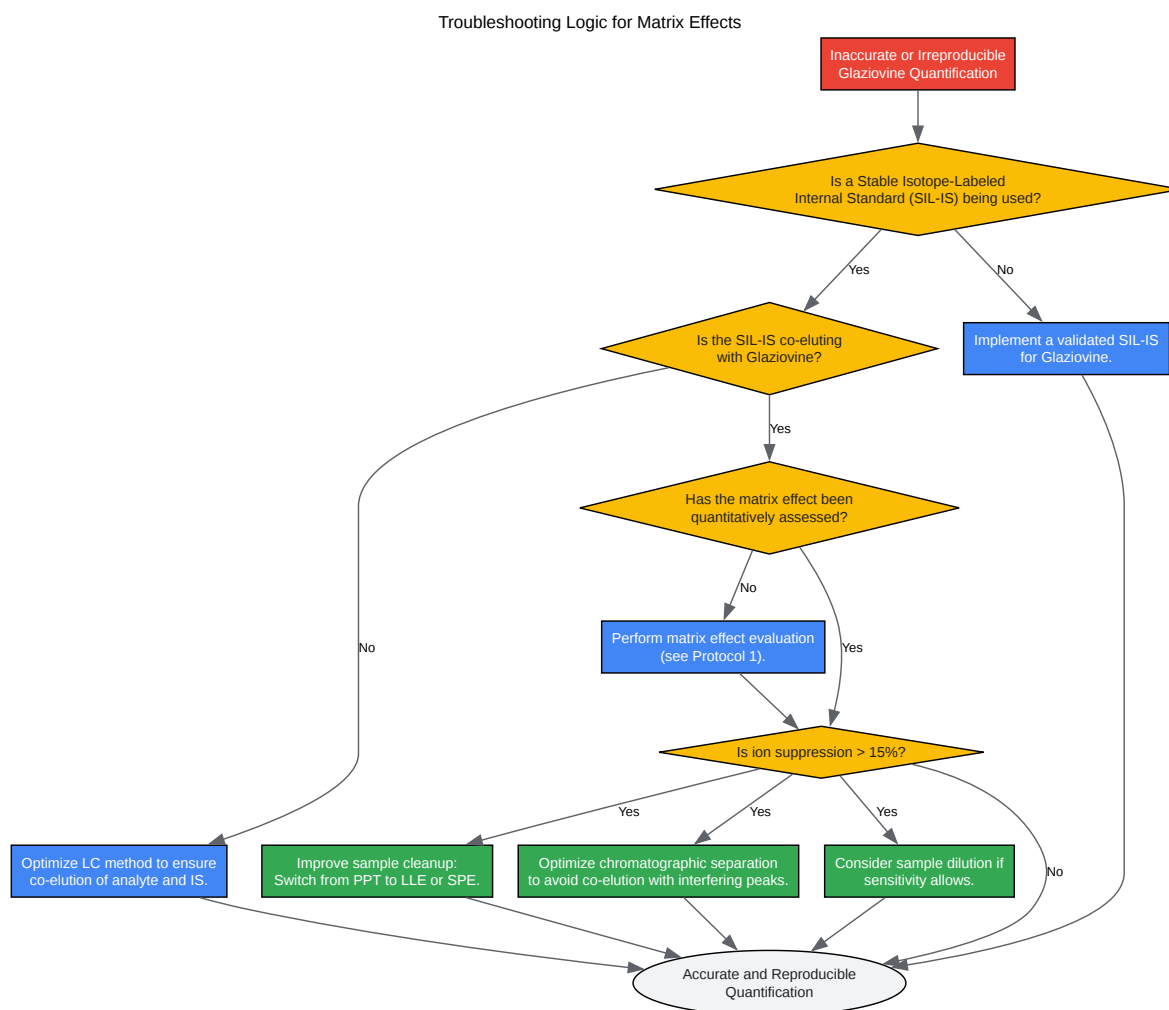 Troubleshooting Logic for Matrix Effects
Inaccurate or Irreproducible
Glaziovine Quantification
Is a Stable Isotope-Labeled
Internal Standard (SIL-IS) being used?
Yes
No
Is the SIL-IS co-eluting
with Glaziovine?
Implement a validated SIL-IS
for Glaziovine.
Yes
Has the matrix effect been
quantitatively assessed?
No
Perform matrix effect evaluation
(see Protocol 1).
No
Yes
Is ion suppression > 15%?
Yes
Yes
Yes
Optimize LC method to ensure
co-elution of analyte and IS.
Improve sample cleanup:
Switch from PPT to LLE or SPE.
Optimize chromatographic separation
to avoid co-elution with interfering peaks.
Consider sample dilution if
sensitivity allows.
No
Accurate and Reproducible
Quantification